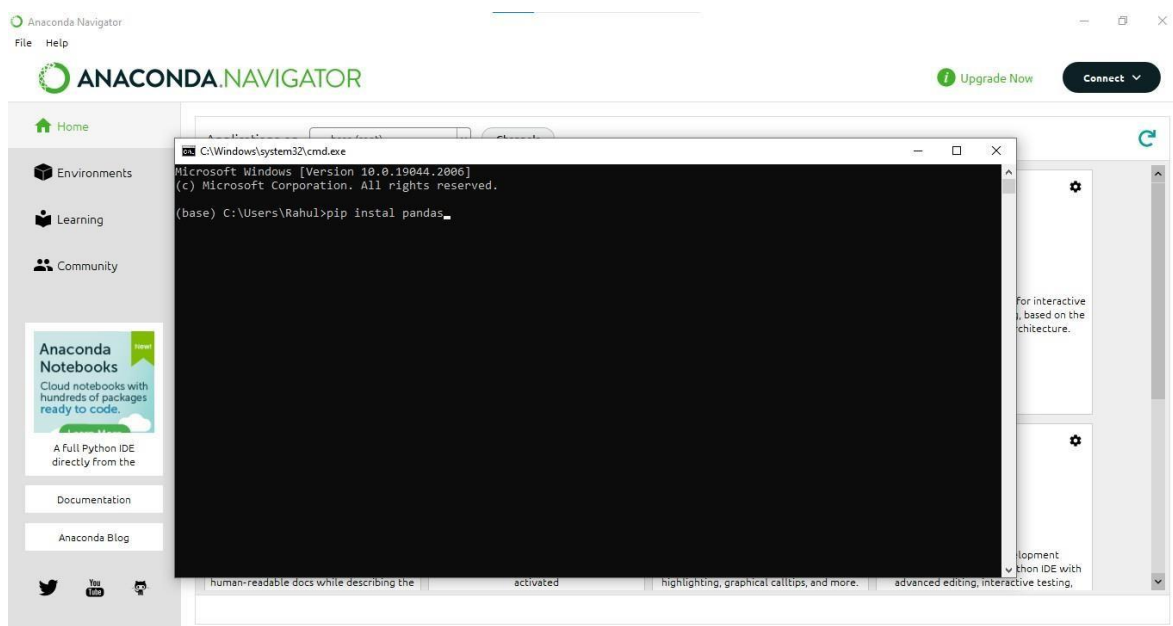 Anaconda Navigator
File Help
ANACONDA.NAVIGATOR
i Upgrade Now
Connect
Home
Environments
Learning
Community
C:\Windows\system32\cmd.exe
Microsoft Windows [Version 10.0.19044.2006]
(c) Microsoft Corporation. All rights reserved.
(base) C:\Users\Rahul>pip instal pandas
for interactive
based on the
Anaconda
Notebooks
New!
Cloud notebooks with
hundreds of packages
ready to code.
A full Python IDE
directly from the
Documentation
Anaconda Blog
You
Tube
IDE with
human-readable docs while describing the
activated
highlighting, graphical calltips, and more.
advanced editing, interactive testing,